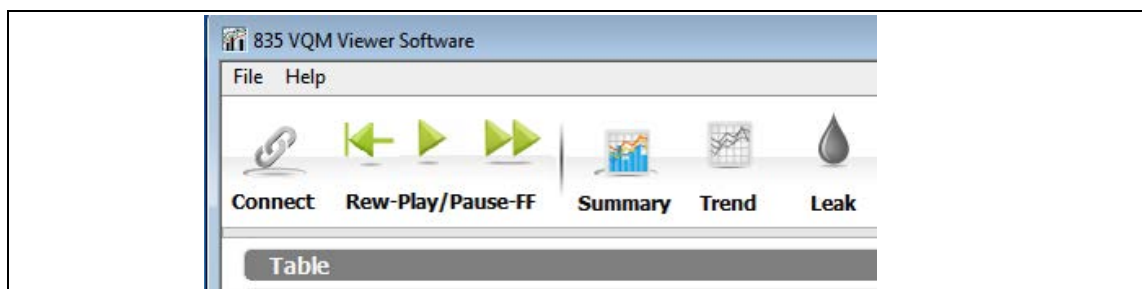 835 VQM Viewer Software
File Help
Connect Rew-Play/Pause-FF Summary Trend Leak
Table